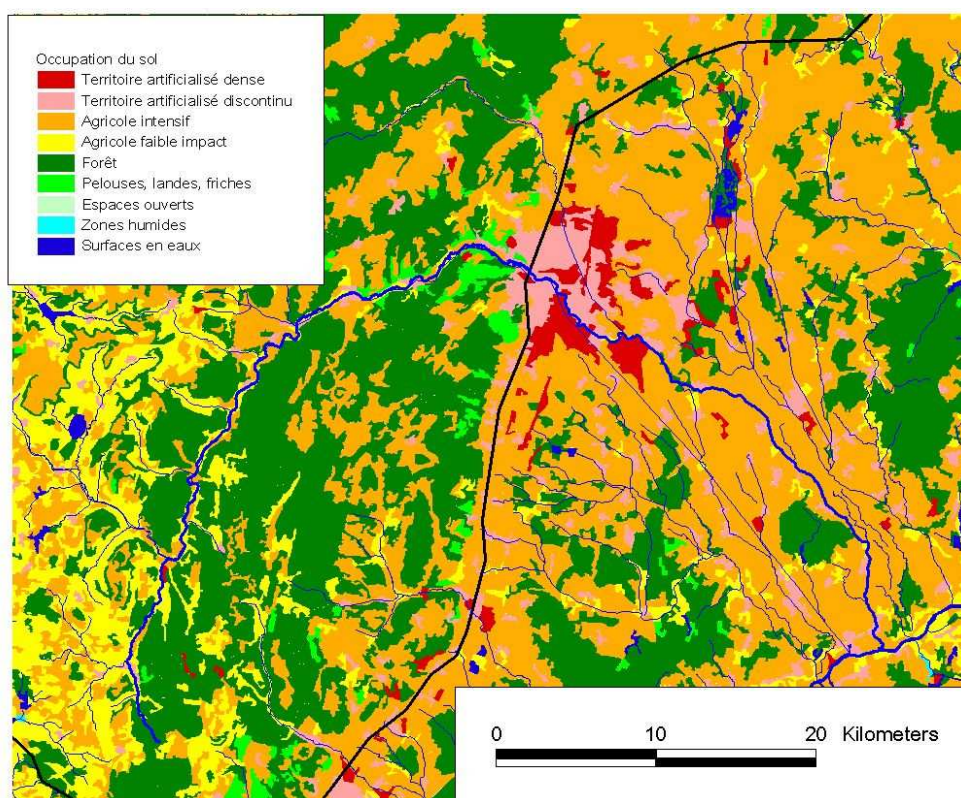 Occupation du sol
Territoire artificialisé dense
Territoire artificialisé discontinu
Agricole intensif
Agricole faible impact
Forêt
Pelouses, landes, friches
Espaces ouverts
Zones humides
Surfaces en eaux
0 10 20 Kilometers